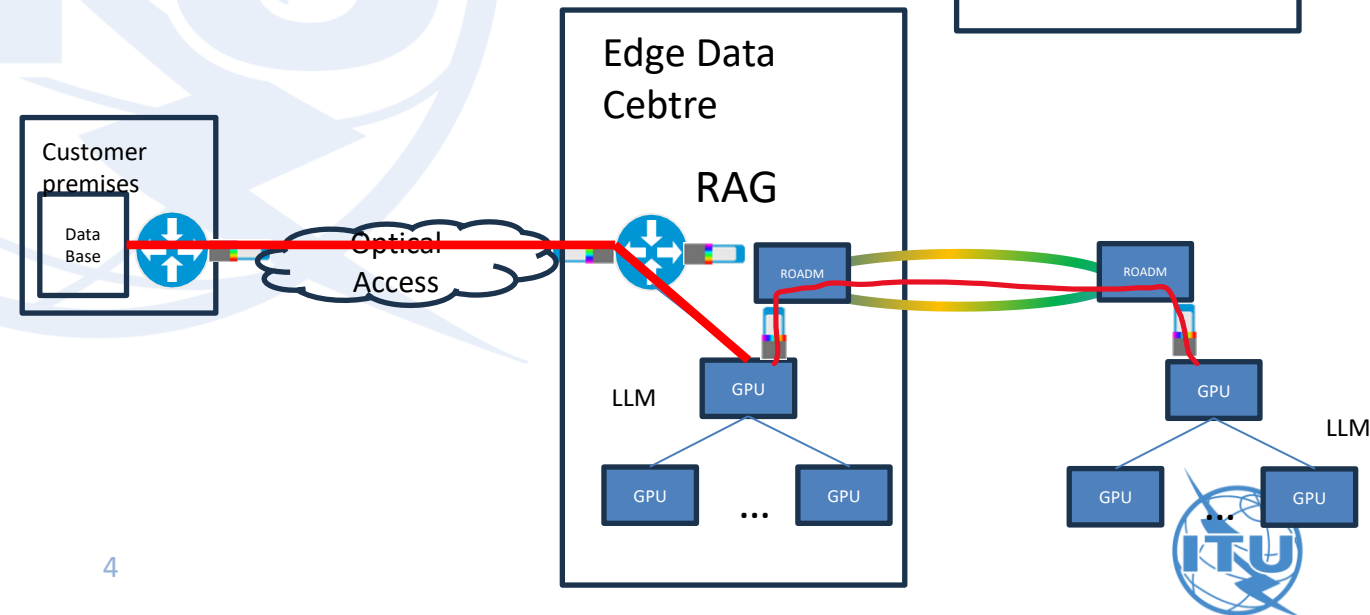 Edge Data
Cebtre
Customer
premises
RAG
Data
Base
Optical
Access
ROADM
ROADM
GPU
LLM
GPU
LLM
GPU
...
GPU
GPU
...
GPU
ITU
4